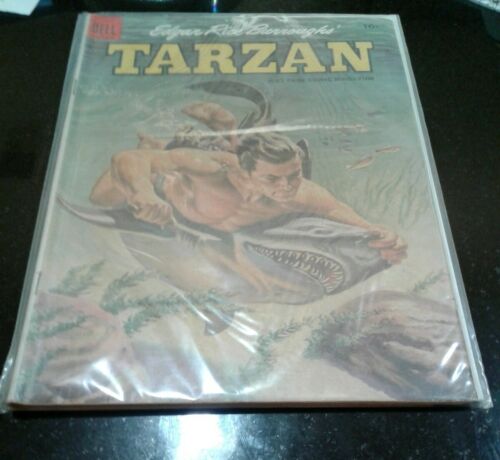 DELL
Edgar Rice Burroughs'
10¢
TARZAN